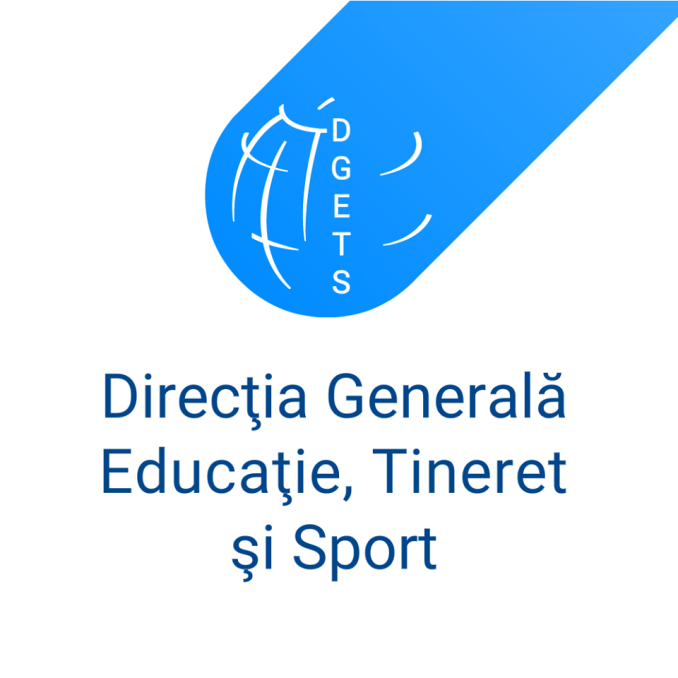 D
G
E
T
S
Direcţia Generală
Educaţie, Tineret
şi Sport